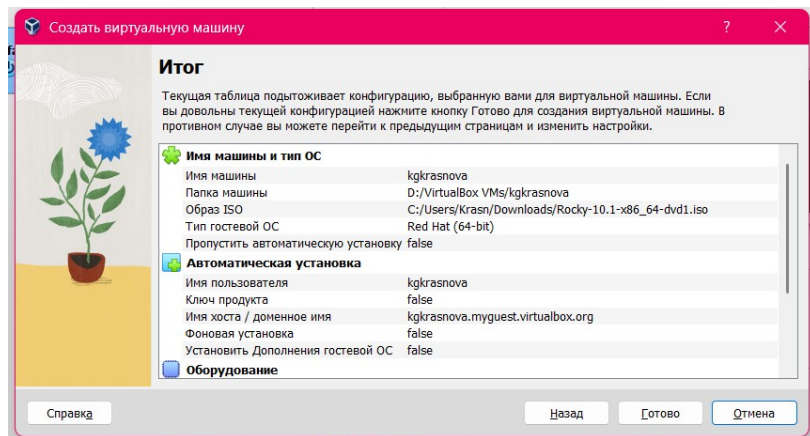 Создать виртуальную машину
?
Итог
Текущая таблица подытоживает конфигурацию, выбранную вами для виртуальной машины. Если
вы довольны текущей конфигурацией нажмите кнопку Готово для создания виртуальной машины. В
противном случае вы можете перейти к предыдущим страницам и изменить настройки.
Имя машины и тип ОС
Имя машины kgkrasnova
Папка машины D:/VirtualBox VMs/kgkrasnova
Образ ISO C:/Users/Krasn/Downloads/Rocky-10.1-x86_64-dvd1.iso
Тип гостевой ОС Red Hat (64-bit)
Пропустить автоматическую установку false
Автоматическая установка
Имя пользователя kgkrasnova
Ключ продукта false
Имя хоста / доменное имя kgkrasnova.myguest.virtualbox.org
Фоновая установка false
Установить Дополнения гостевой ОС false
Оборудование
Справка
Назад
Готово
Отмена